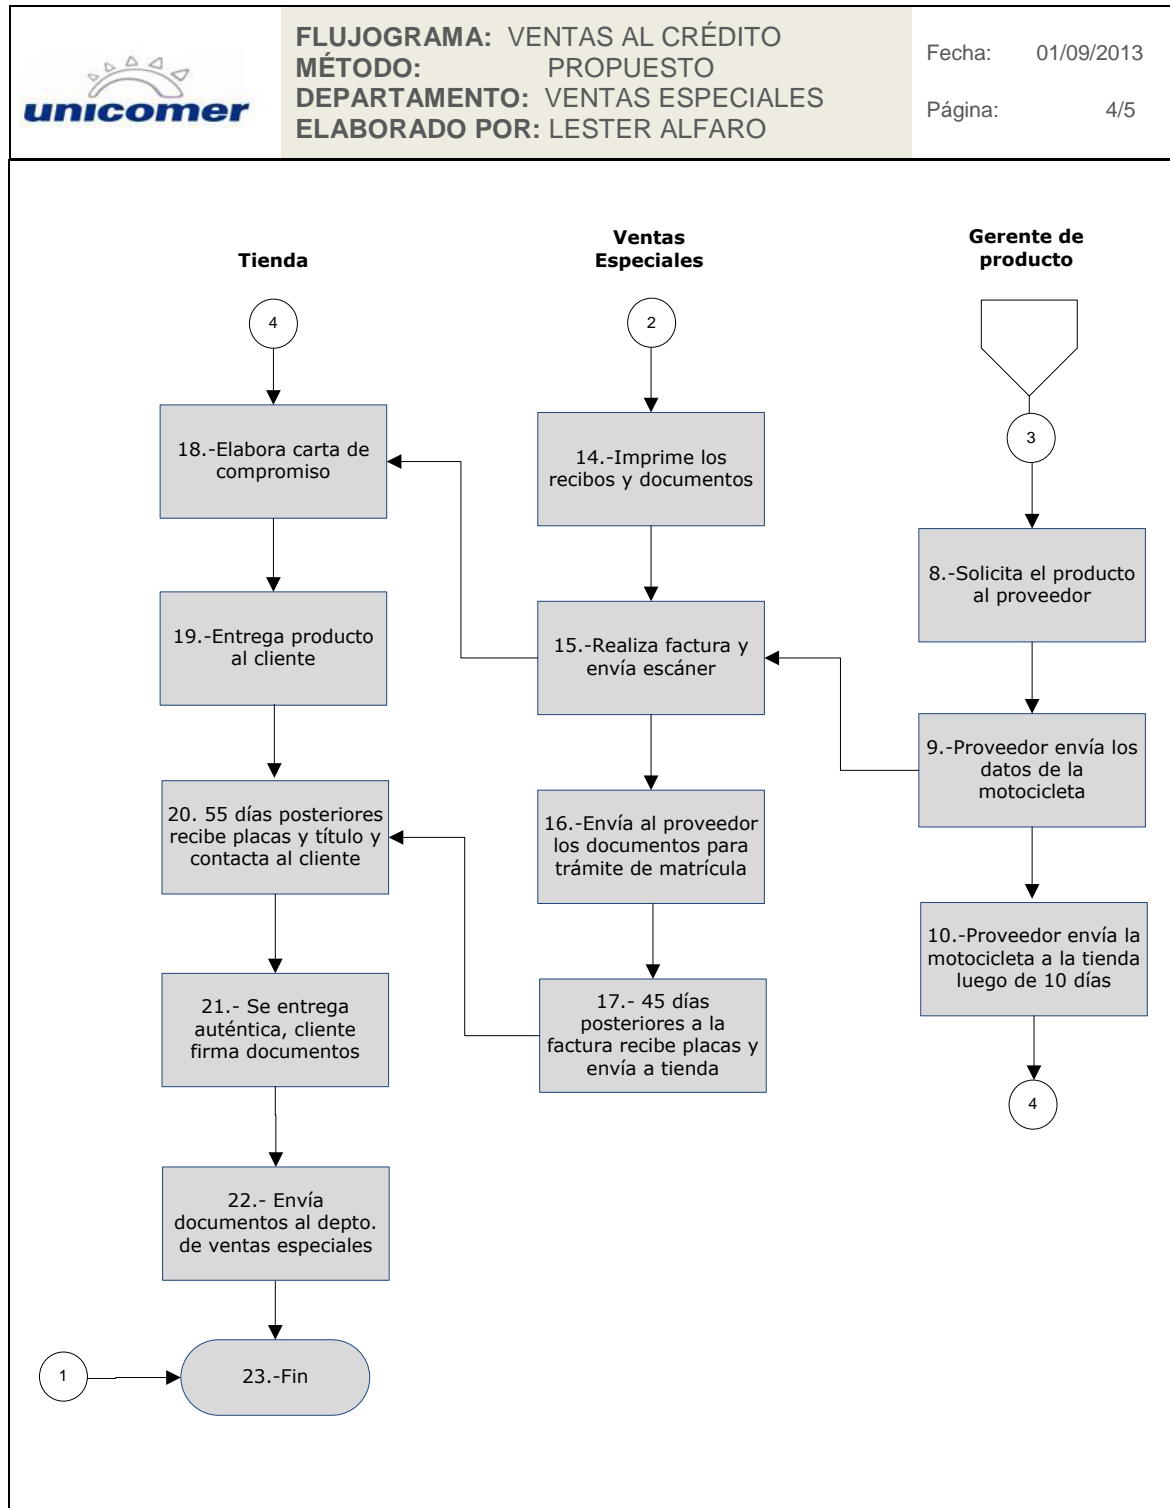 unicomer
FLUJOGRAMA: VENTAS AL CRÉDITO
MÉTODO: PROPUESTO
DEPARTAMENTO: VENTAS ESPECIALES
ELABORADO POR: LESTER ALFARO
Fecha: 01/09/2013
Página: 4/5
Tienda
4
18.-Elabora carta de
compromiso
19.-Entrega producto
al cliente
20. 55 días posteriores
recibe placas y título y
contacta al cliente
21.- Se entrega
auténtica, cliente
firma documentos
22.- Envía
documentos al depto.
de ventas especiales
1
23.-Fin
Ventas
Especiales
2
14.-Imprime los
recibos y documentos
15.-Realiza factura y
envía escáner
16.-Envía al proveedor
los documentos para
trámite de matrícula
17.- 45 días
posteriores a la
factura recibe placas y
envía a tienda
Gerente de
producto
3
8.-Solicita el producto
al proveedor
9.-Proveedor envía los
datos de la
motocicleta
10.-Proveedor envía la
motocicleta a la tienda
luego de 10 días
4